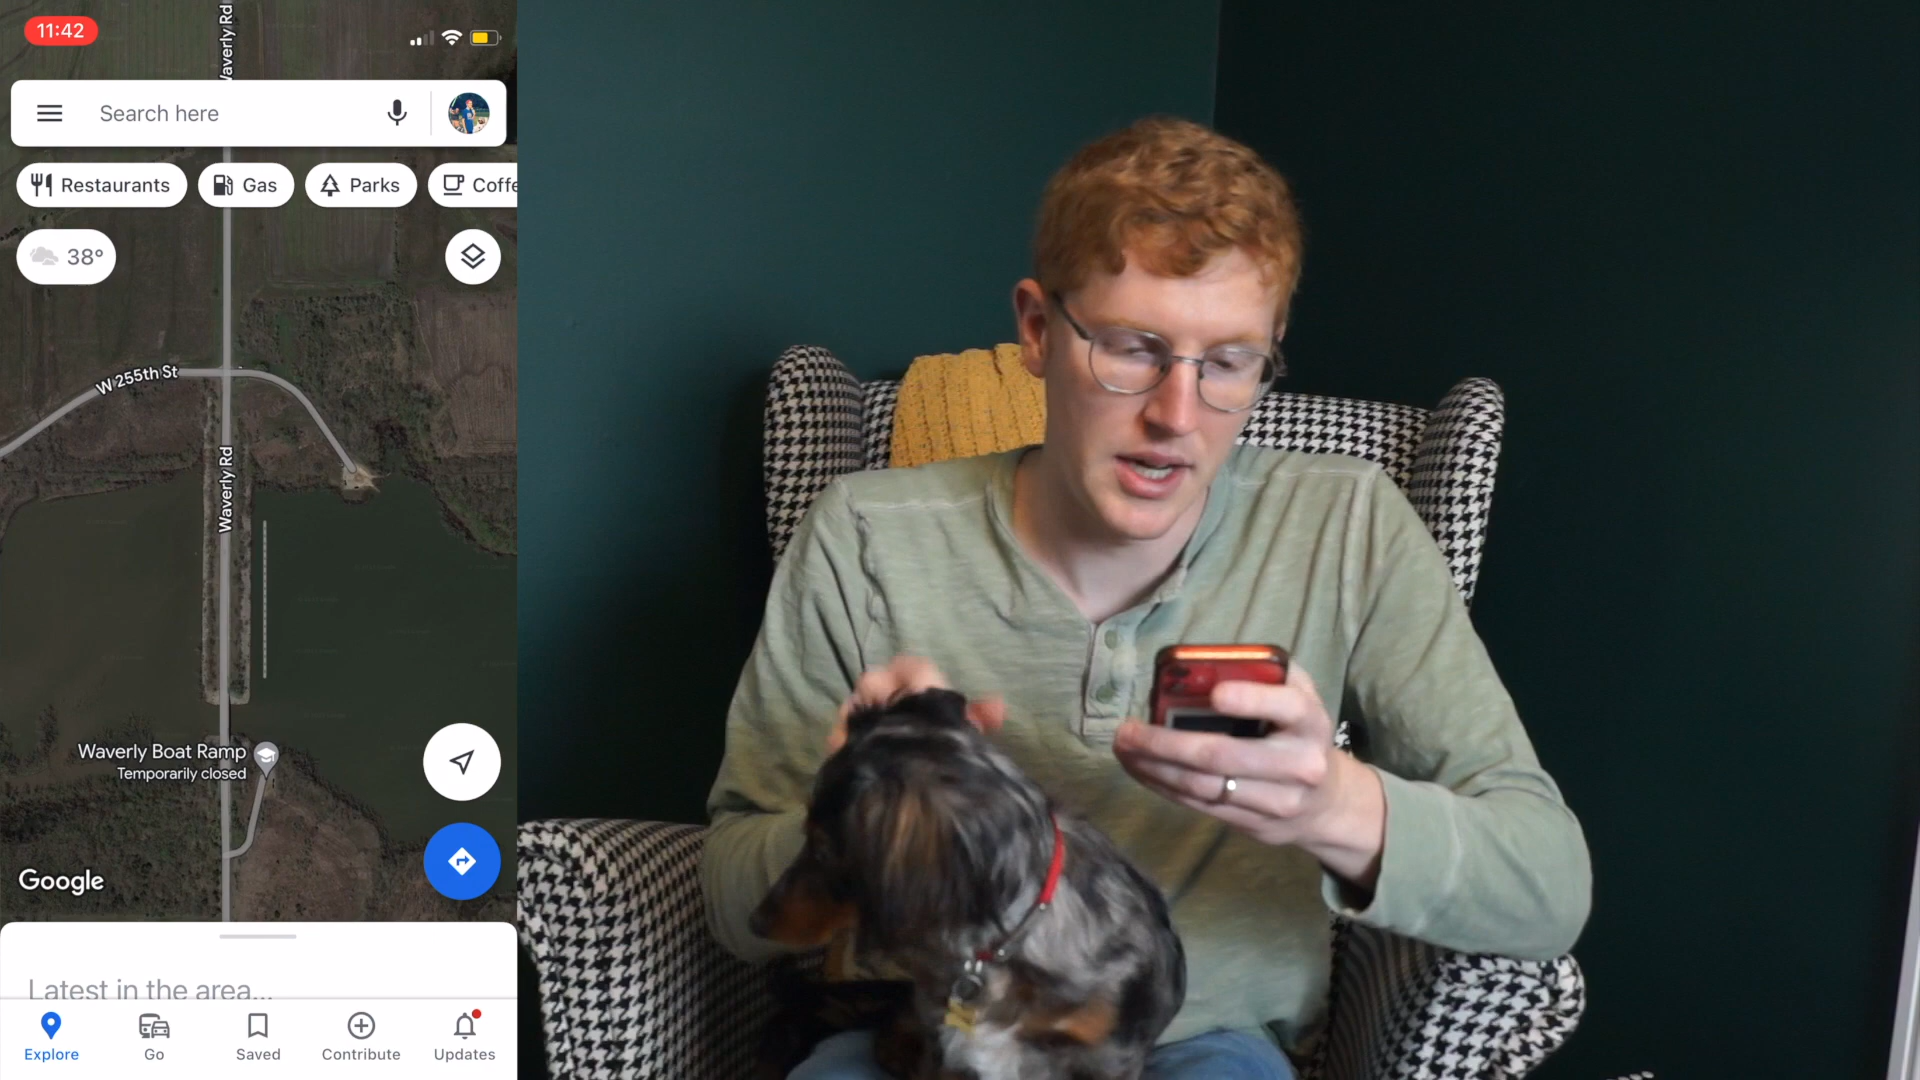 11:42
Waverly Rd
Search here
Restaurants
Gas
Parks
Coffe
38°
W 255th St
Waverly Rd
Waverly Boat Ramp
Temporarily closed
Google
Latest in the area...
Explore
Go
Saved
Contribute
Updates